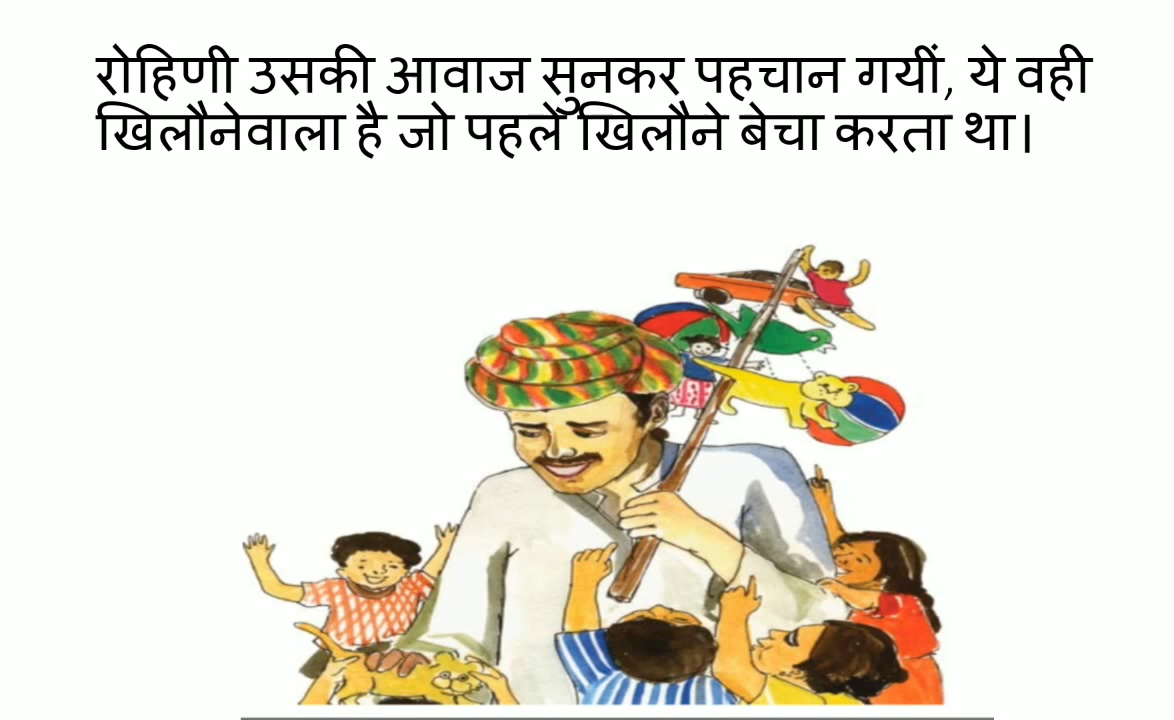 रोहिणी उसकी आवाज सुनकर पहचान गयीं, ये वही
खिलौनेवाला है जो पहले खिलौने बेचा करता था।